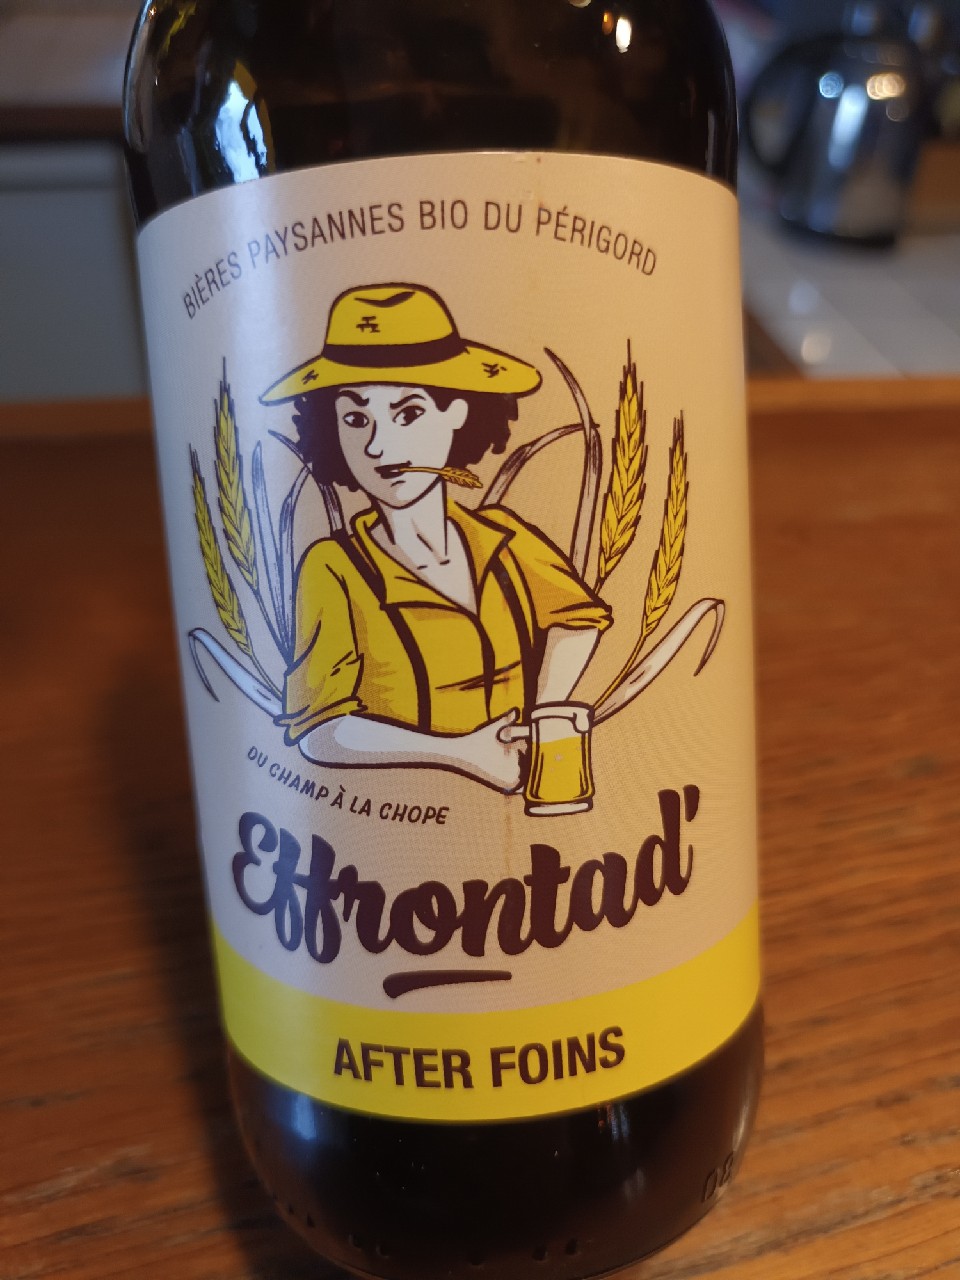 BIÈRES PAYSANNES BIO DU PÉRIGORD
DU CHAMP À LA CHOPE
Effrontad'
AFTER FOINS